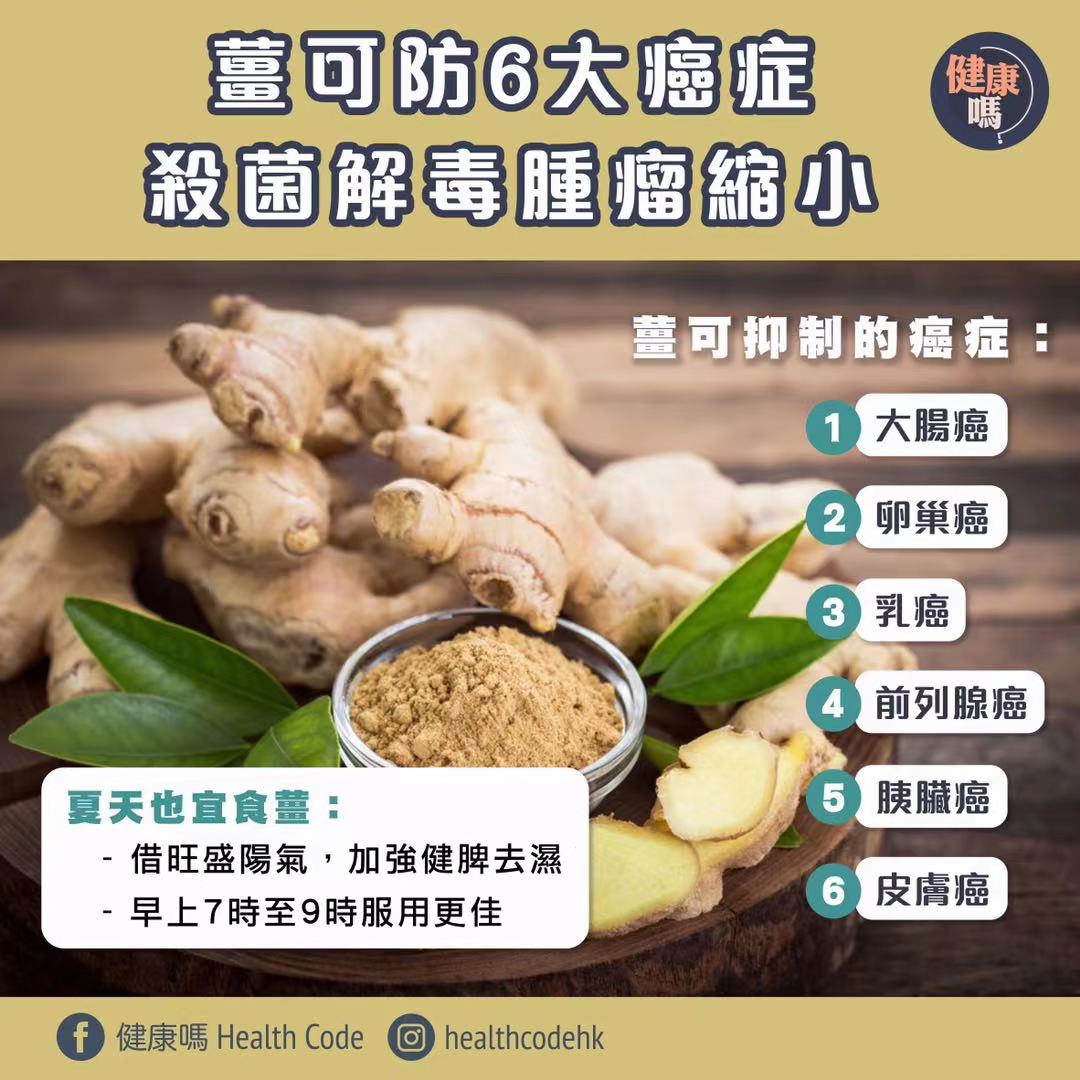 薑可防6大癌症
殺菌解毒腫瘤縮小
健康
嗎
薑可抑制的癌症：
1 大腸癌
2 卵巢癌
3 乳癌
4 前列腺癌
5 胰臟癌
6 皮膚癌
夏天也宜食薑：
- 借旺盛陽氣，加強健脾去濕
- 早上7時至9時服用更佳
健康嗎 Health Code healthcodehk